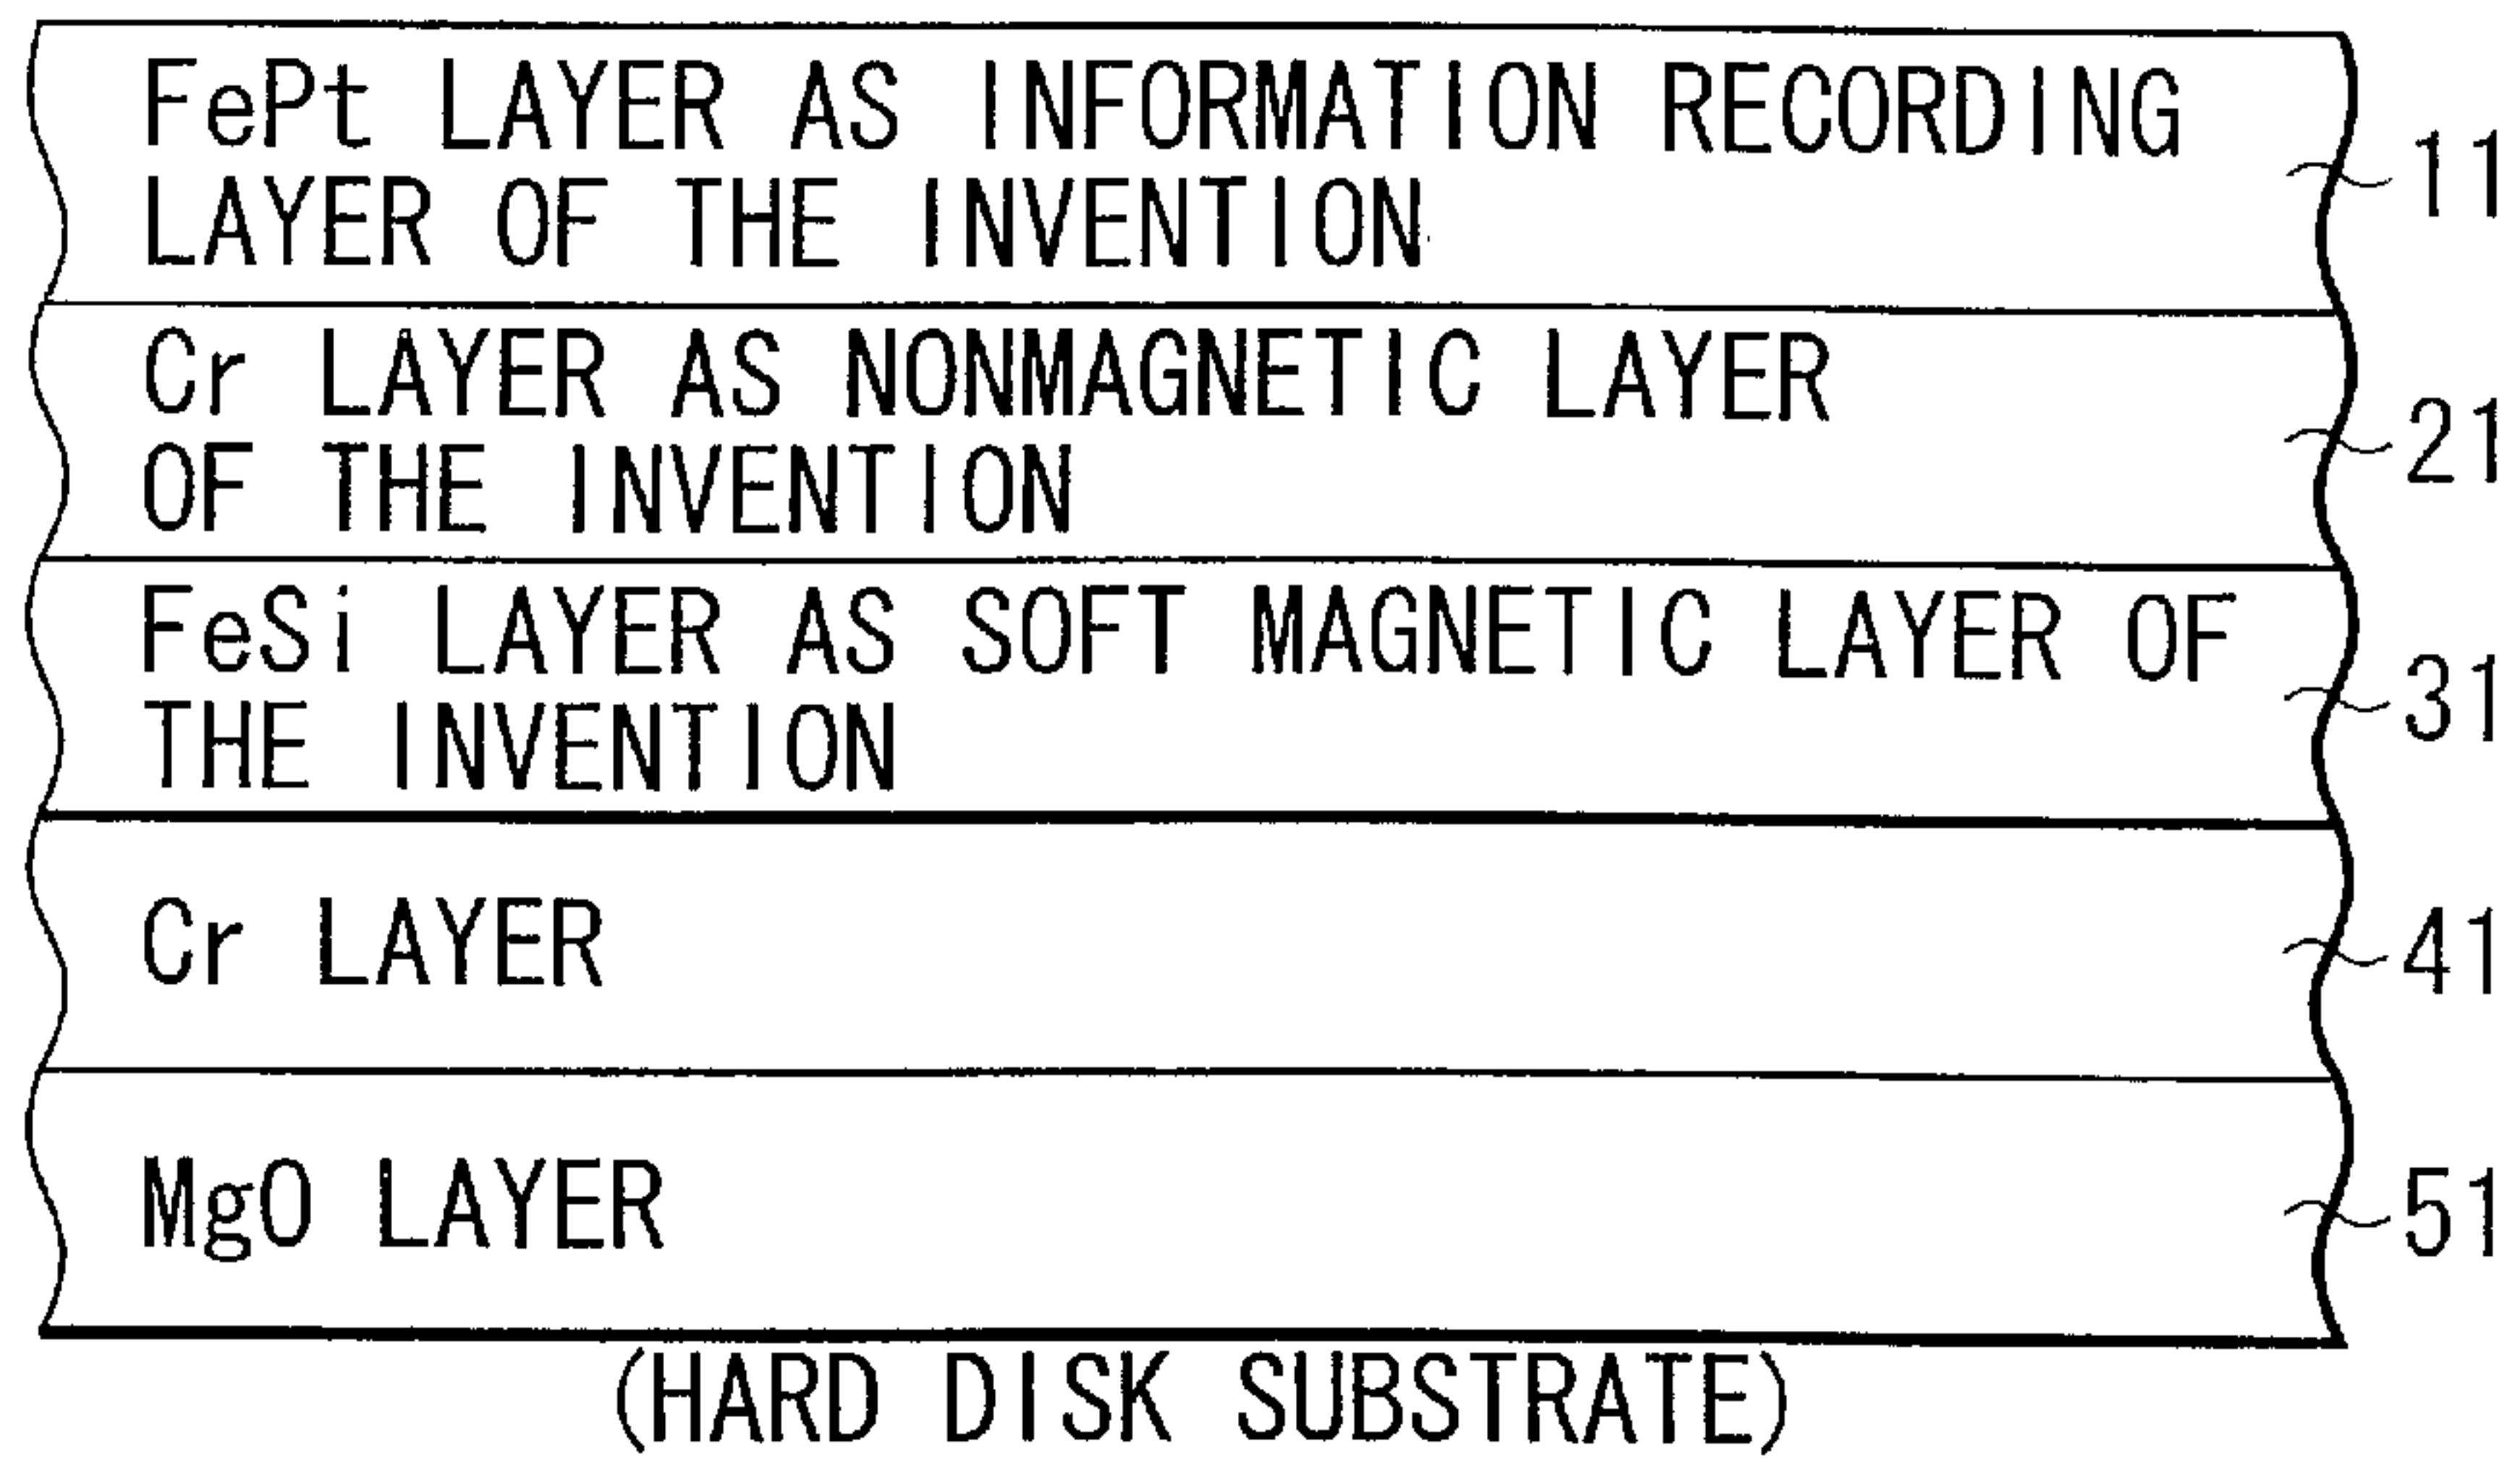 FePt LAYER AS INFORMATION RECORDING
LAYER OF THE INVENTION
11
Cr LAYER AS NONMAGNETIC LAYER
OF THE INVENTION
21
FeSi LAYER AS SOFT MAGNETIC LAYER OF
THE INVENTION
31
Cr LAYER
41
MgO LAYER
51
(HARD DISK SUBSTRATE)